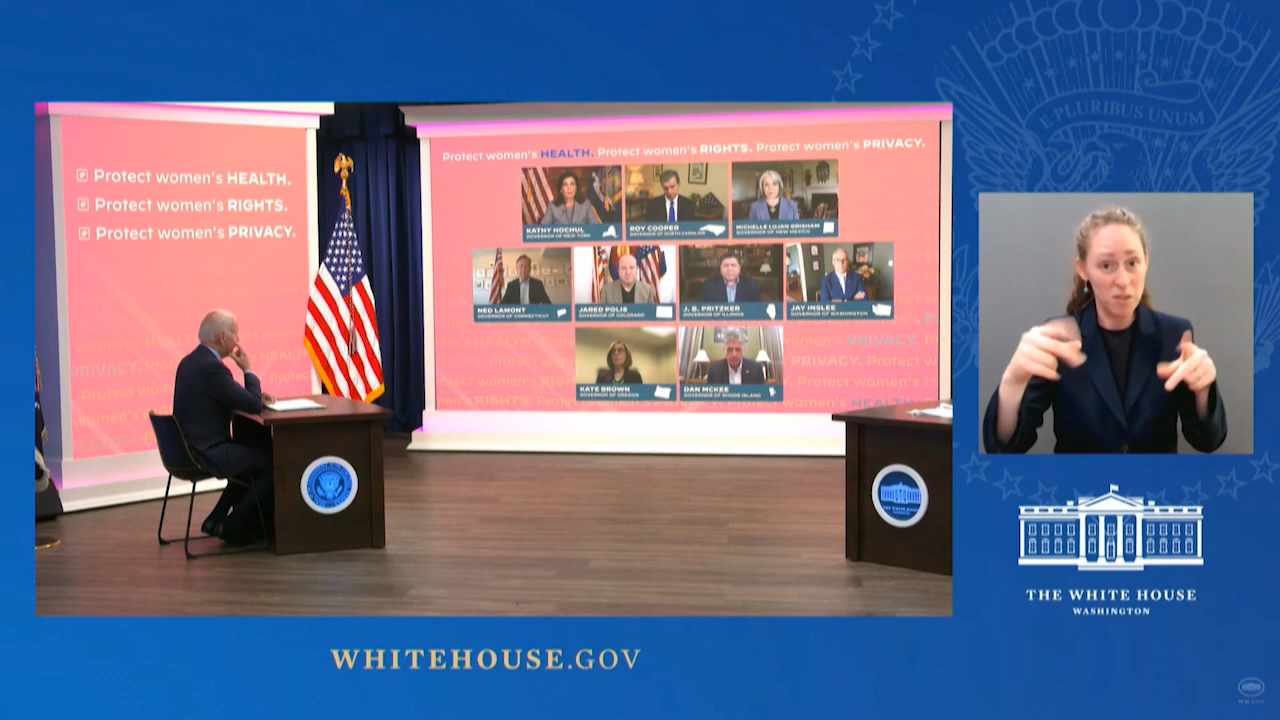 E PLURIBUS UNUM
Protect women's HEALTH.
Protect women's RIGHTS.
Protect women's PRIVACY.
Protect women's HEALTH. Protect women's RIGHTS. Protect women's PRIVACY.
KATHY HOCHUL
GOVERNOR OF NEW YORK
ROY COOPER
GOVERNOR OF NORTH CAROLINA
MICHELLE LUJAN GRISHAM
GOVERNOR OF NEW MEXICO
NED LAMONT
GOVERNOR OF CONNECTICUT
JARED POLIS
GOVERNOR OF COLORADO
J. B. PRITZKER
GOVERNOR OF ILLINOIS
JAY INSLEE
GOVERNOR OF WASHINGTON
KATE BROWN
GOVERNOR OF OREGON
DAN MCKEE
GOVERNOR OF RHODE ISLAND
THE WHITE HOUSE
WASHINGTON
WHITEHOUSE.GOV
WH.GOV